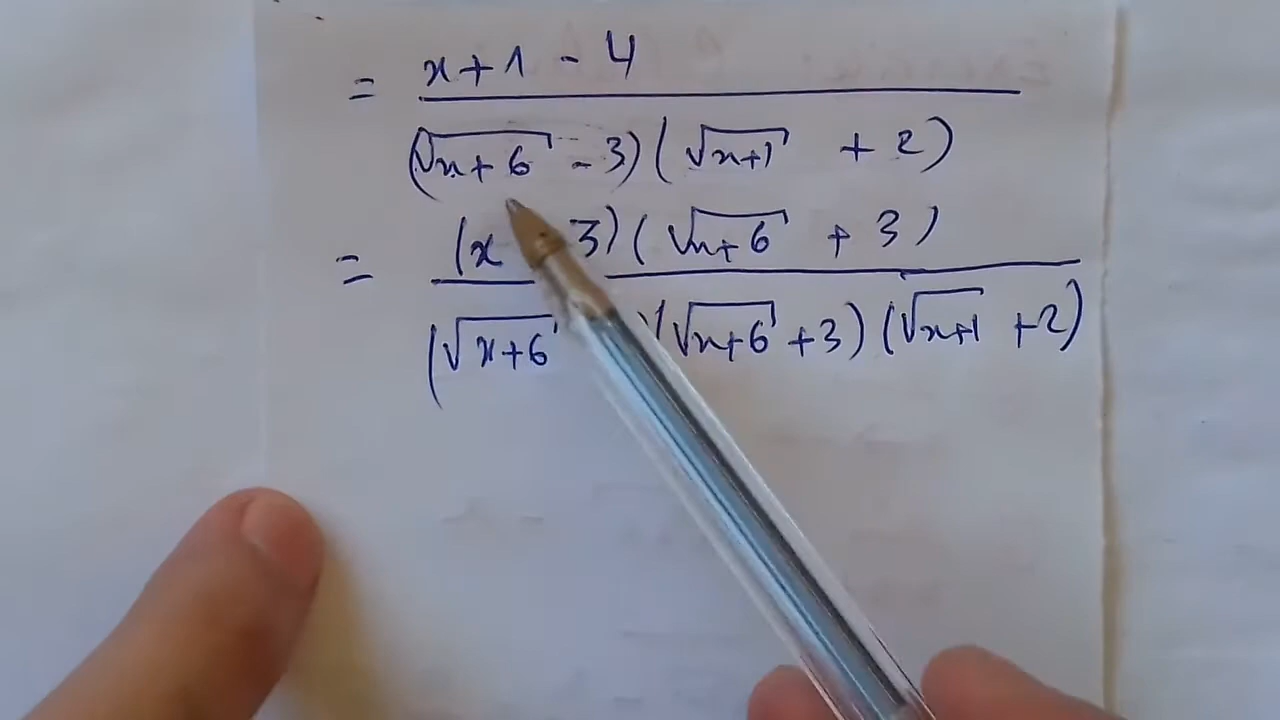 = x+1 - 4
(√x+6 - 3)(√x+1 + 2)
= (x 3)(√x+6 + 3)
(√x+6 )(√x+6 +3)(√x+1 +2)